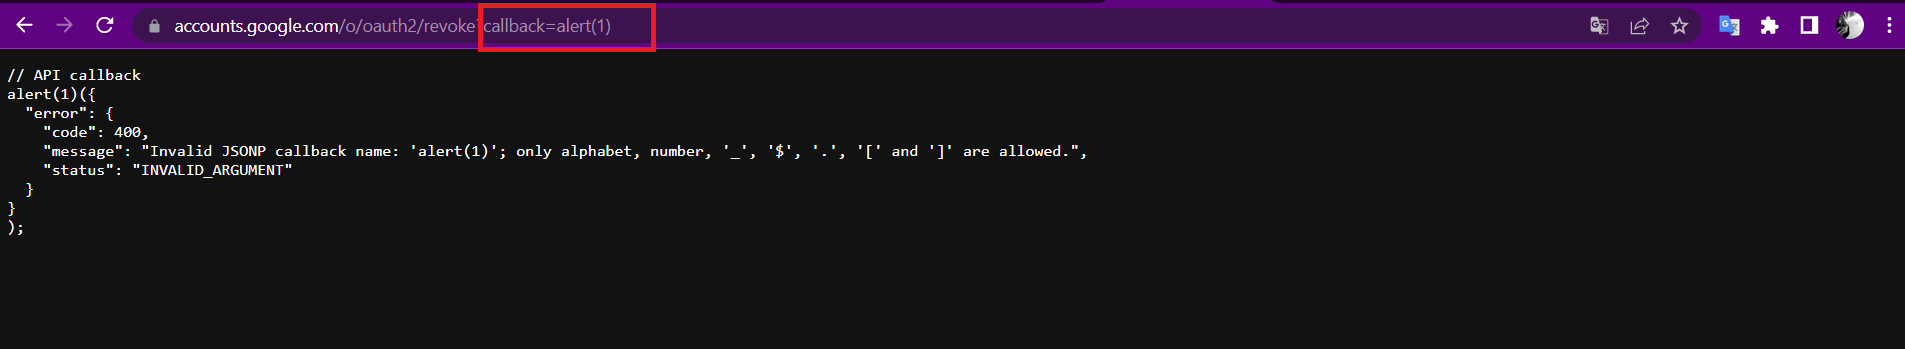 accounts.google.com/o/oauth2/revoke?callback=alert(1)
// API callback
alert(1)({
  "error": {
    "code": 400,
    "message": "Invalid JSONP callback name: 'alert(1)'; only alphabet, number, '_', '$', '.', '[' and ']' are allowed.",
    "status": "INVALID_ARGUMENT"
  }
}
);